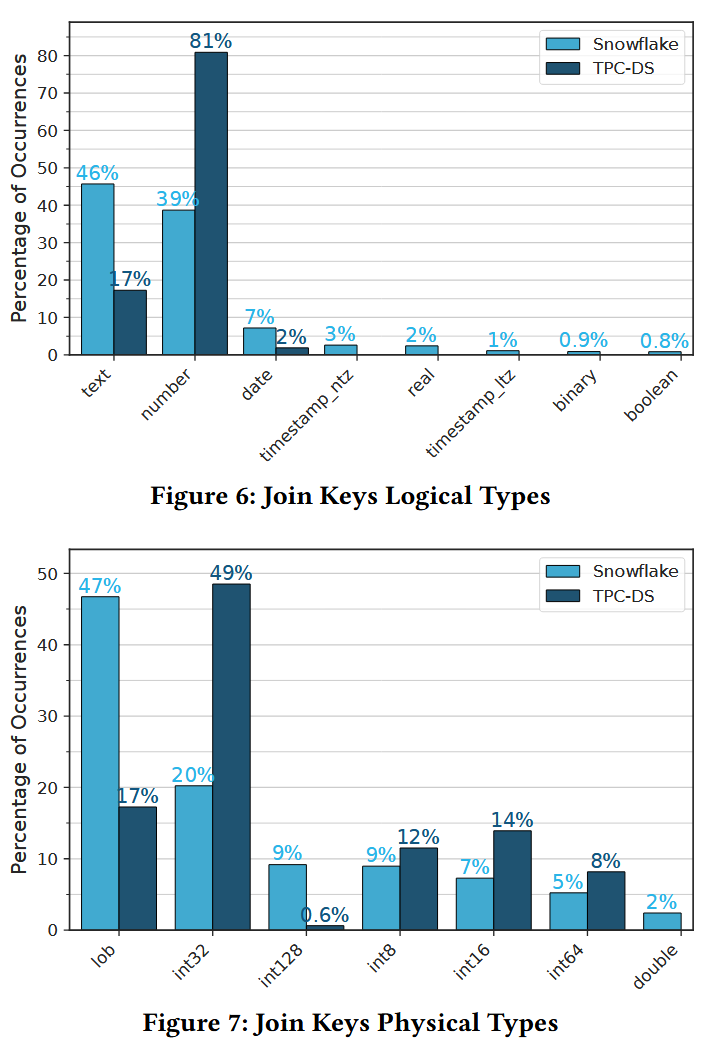 Snowflake
TPC-DS
Percentage of Occurrences
80
70
60
50
40
30
20
10
0
46%
17%
39%
81%
7%
2%
3%
2%
1%
0.9%
0.8%
text
number
date
timestamp_ntz
real
timestamp_ltz
binary
boolean
Figure 6: Join Keys Logical Types
Snowflake
TPC-DS
Percentage of Occurrences
50
40
30
20
10
0
47%
17%
20%
49%
9%
0.6%
9%
12%
7%
14%
5%
8%
2%
lob
int32
int128
int8
int16
int64
double
Figure 7: Join Keys Physical Types